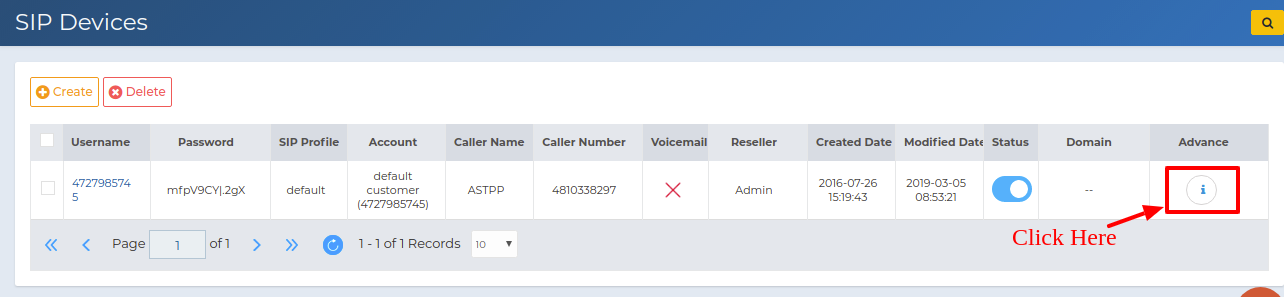 SIP Devices
Create Delete
Username Password SIP Profile Account Caller Name Caller Number Voicemail Reseller Created Date Modified Date Status Domain Advance
472798574
5
mfpV9CY|.2gX
default
default
customer
(4727985745)
ASTPP
4810338297
Admin
2016-07-26
15:19:43
2019-03-05
08:53:21
--
i
Page 1 of 1 1 - 1 of 1 Records 10
Click Here